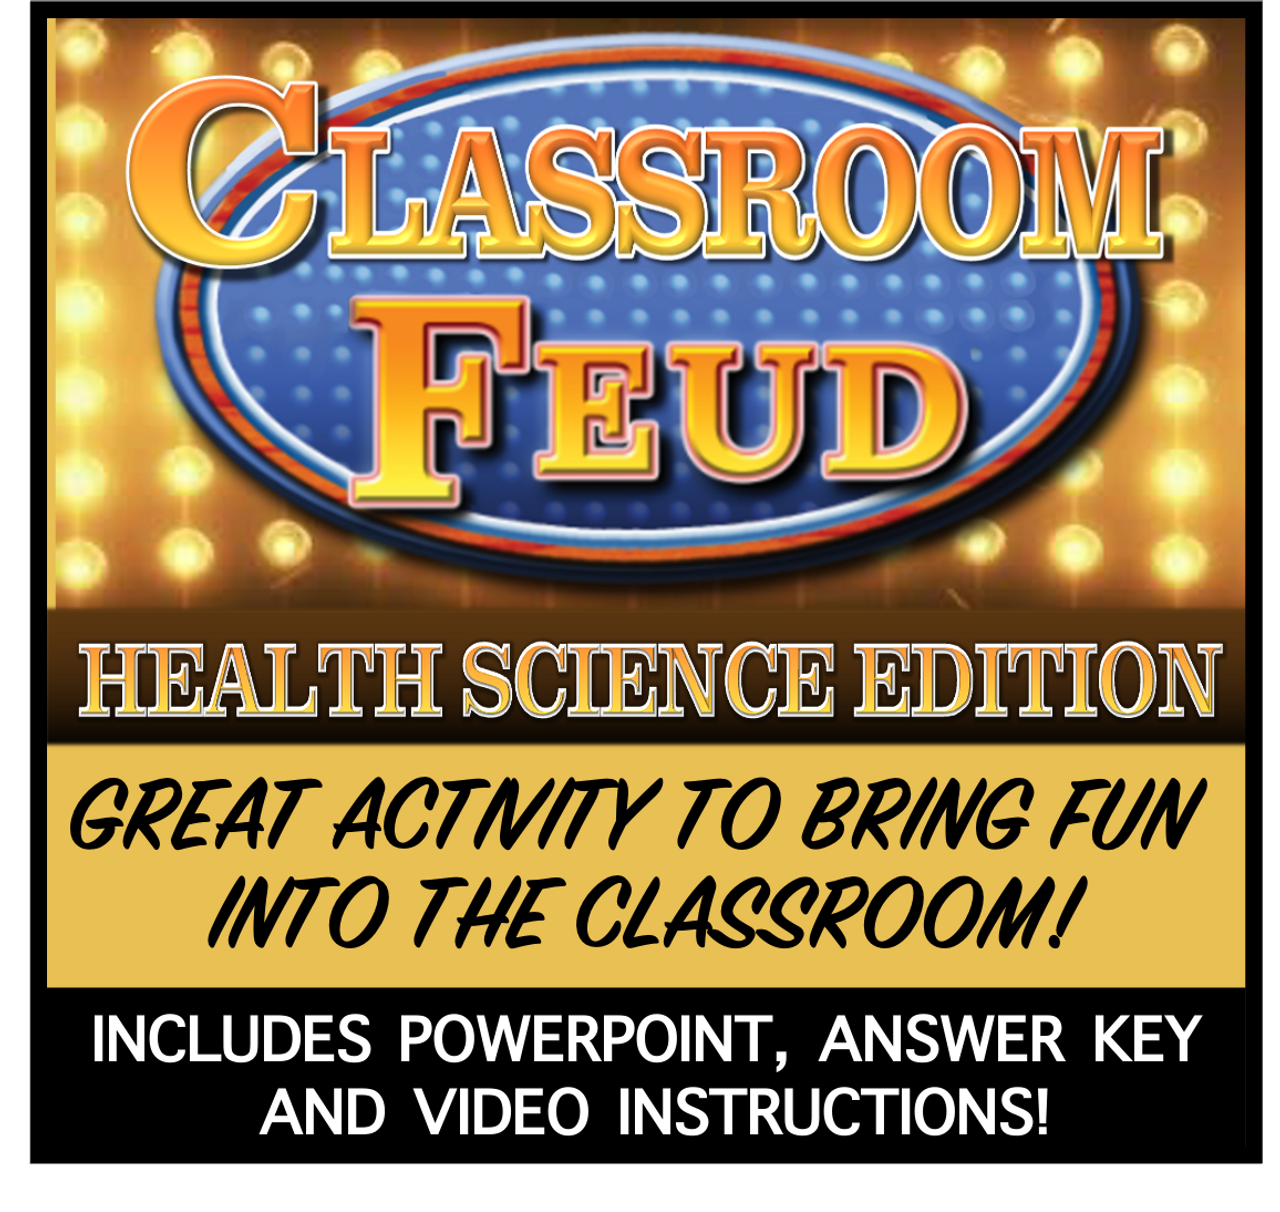 CLASSROOM
FEUD
HEALTH SCIENCE EDITION
GREAT ACTIVITY TO BRING FUN
INTO THE CLASSROOM!
INCLUDES POWERPOINT, ANSWER KEY
AND VIDEO INSTRUCTIONS!